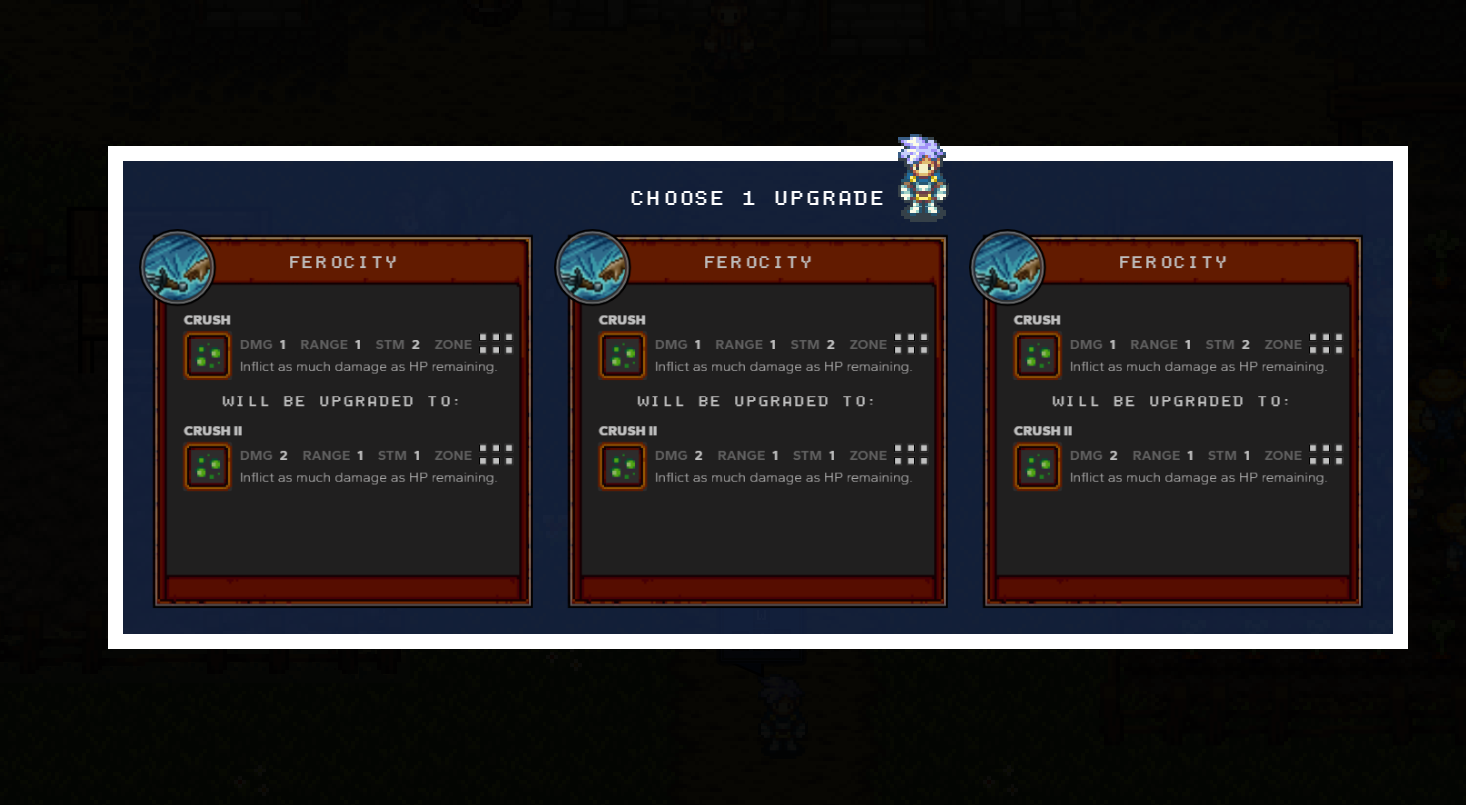 CHOOSE 1 UPGRADE
FEROCITY
CRUSH
DMG 1 RANGE 1 STM 2 ZONE
Inflict as much damage as HP remaining.
WILL BE UPGRADED TO:
CRUSH II
DMG 2 RANGE 1 STM 1 ZONE
Inflict as much damage as HP remaining.
FEROCITY
CRUSH
DMG 1 RANGE 1 STM 2 ZONE
Inflict as much damage as HP remaining.
WILL BE UPGRADED TO:
CRUSH II
DMG 2 RANGE 1 STM 1 ZONE
Inflict as much damage as HP remaining.
FEROCITY
CRUSH
DMG 1 RANGE 1 STM 2 ZONE
Inflict as much damage as HP remaining.
WILL BE UPGRADED TO:
CRUSH II
DMG 2 RANGE 1 STM 1 ZONE
Inflict as much damage as HP remaining.